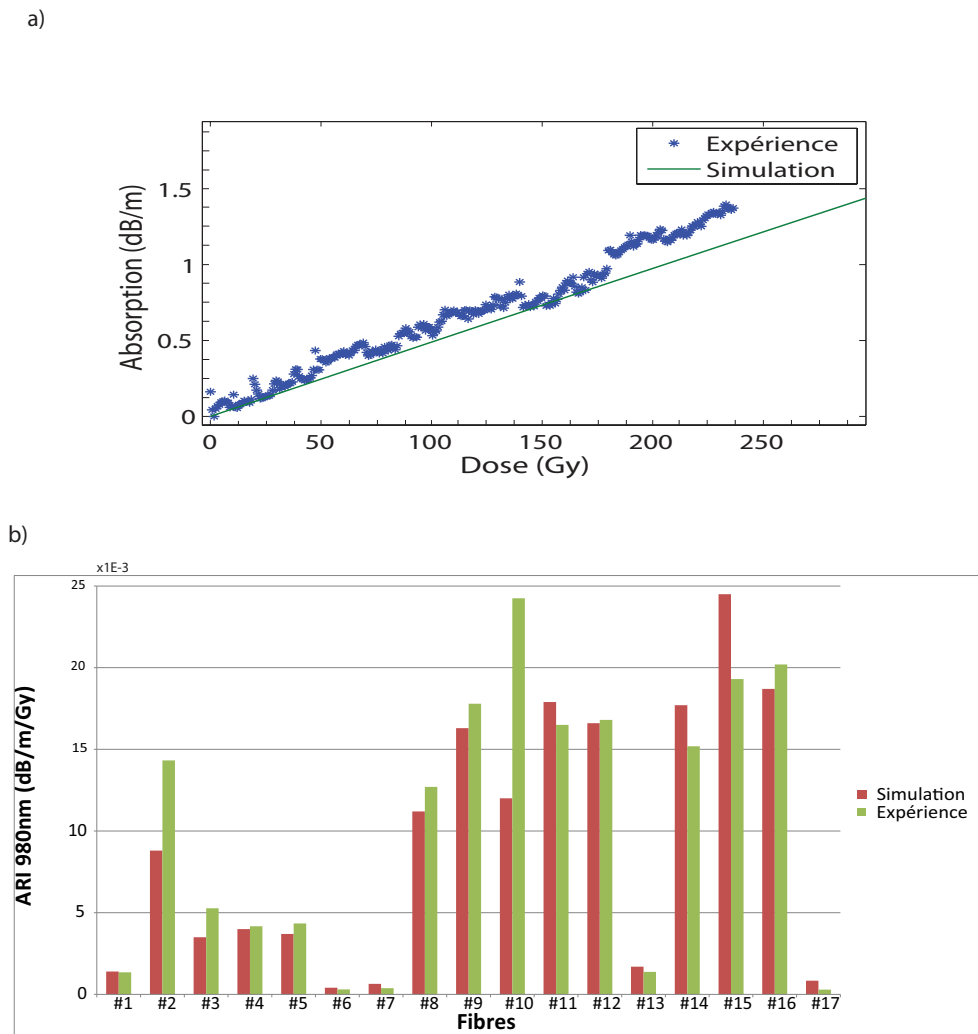 a)
Expérience
Simulation
1.5
1
0.5
0
Absorption (dB/m)
0 50 100 150 200 250
Dose (Gy)
b)
x1E-3
25
20
15
10
5
0
ARI 980nm (dB/m/Gy)
Simulation
Expérience
#1 #2 #3 #4 #5 #6 #7 #8 #9 #10 #11 #12 #13 #14 #15 #16 #17
Fibres